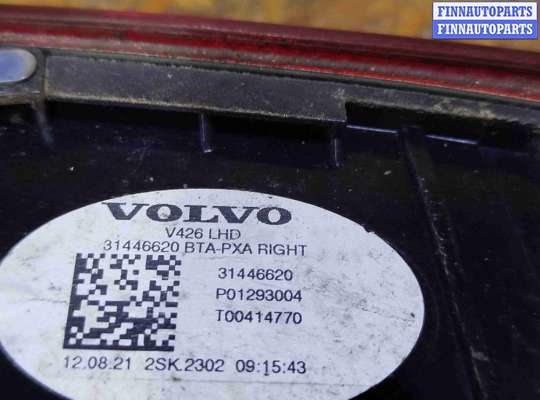 FINNAUTOPARTS
FINNAUTOPARTS
VOLVO
V426 LHD
31446620 BTA-PXA RIGHT
31446620
P01293004
T00414770
12.08.21 2SK.2302 09:15:43